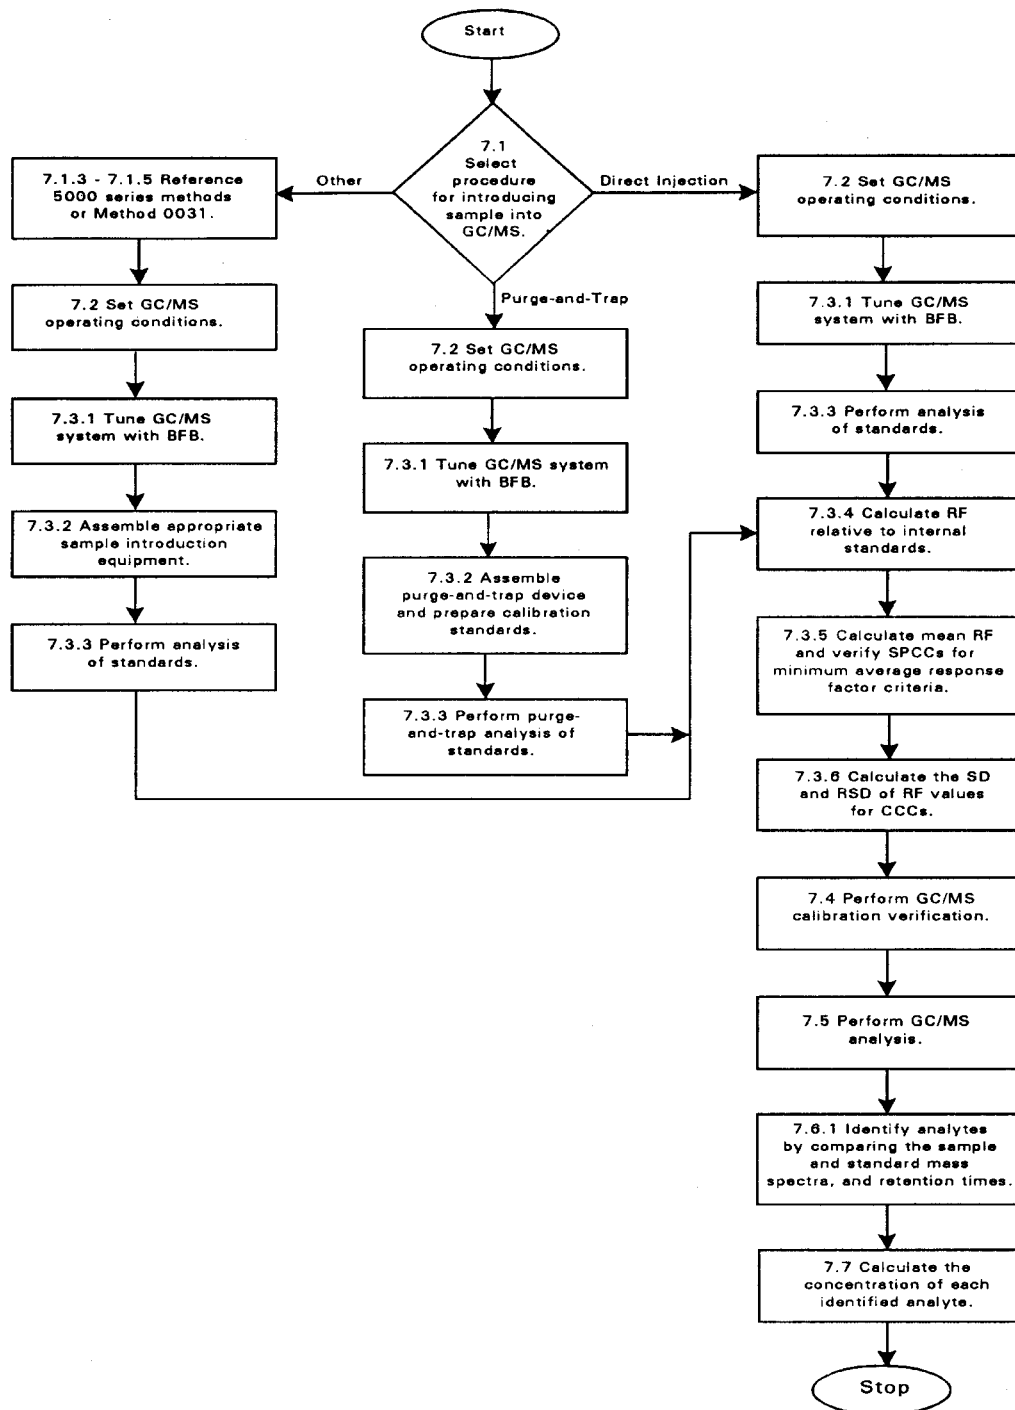 Start
7.1
Select
procedure
for introducing
sample into
GC/MS.
Other
Direct Injection
Purge-and-Trap
7.1.3 - 7.1.5 Reference
5000 series methods
or Method 0031.
7.2 Set GC/MS
operating conditions.
7.3.1 Tune GC/MS
system with BFB.
7.3.2 Assemble appropriate
sample introduction
equipment.
7.3.3 Perform analysis
of standards.
7.2 Set GC/MS
operating conditions.
7.3.1 Tune GC/MS system
with BFB.
7.3.2 Assemble
purge-and-trap device
and prepare calibration
standards.
7.3.3 Perform purge-
and-trap analysis of
standards.
7.2 Set GC/MS
operating conditions.
7.3.1 Tune GC/MS
system with BFB.
7.3.3 Perform analysis
of standards.
7.3.4 Calculate RF
relative to internal
standards.
7.3.5 Calculate mean RF
and verify SPCCs for
minimum average response
factor criteria.
7.3.6 Calculate the SD
and RSD of RF values
for CCCs.
7.4 Perform GC/MS
calibration verification.
7.5 Perform GC/MS
analysis.
7.6.1 Identify analytes
by comparing the sample
and standard mass
spectra, and retention times.
7.7 Calculate the
concentration of each
identified analyte.
Stop